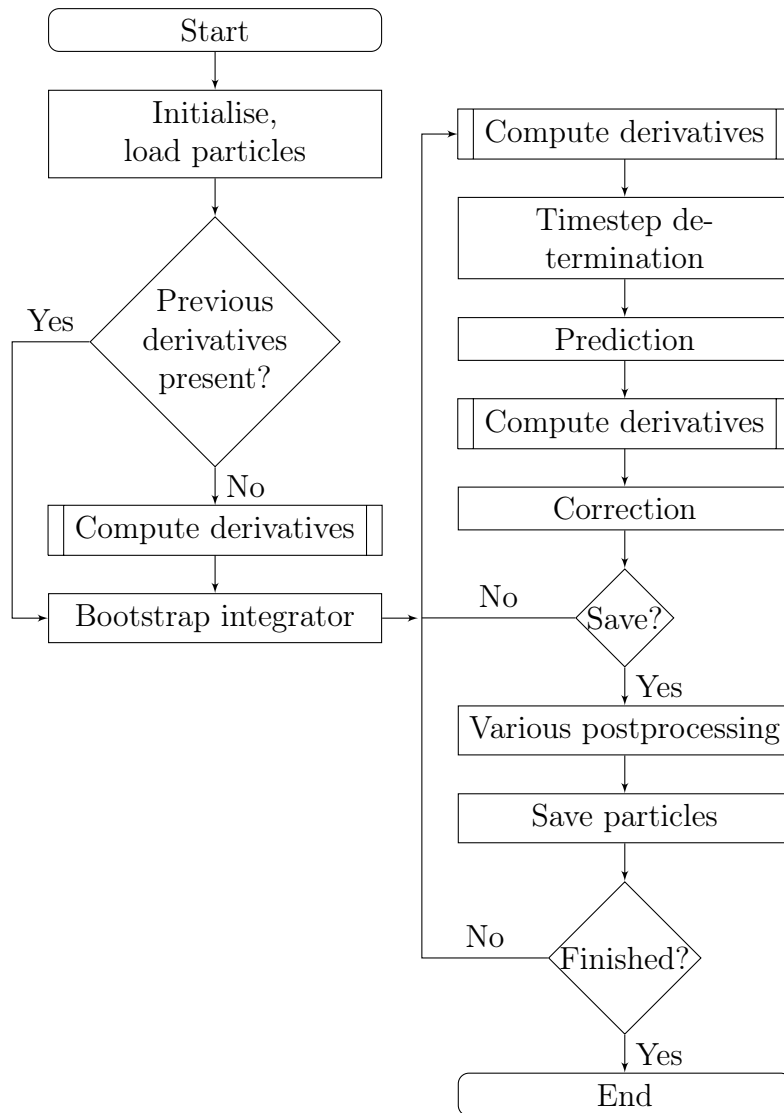 Start
Initialise,
load particles
Previous
derivatives
present?
Yes
No
Compute derivatives
Bootstrap integrator
Compute derivatives
Timestep de-
termination
Prediction
Compute derivatives
Correction
Save?
No
Yes
Various postprocessing
Save particles
Finished?
No
Yes
End